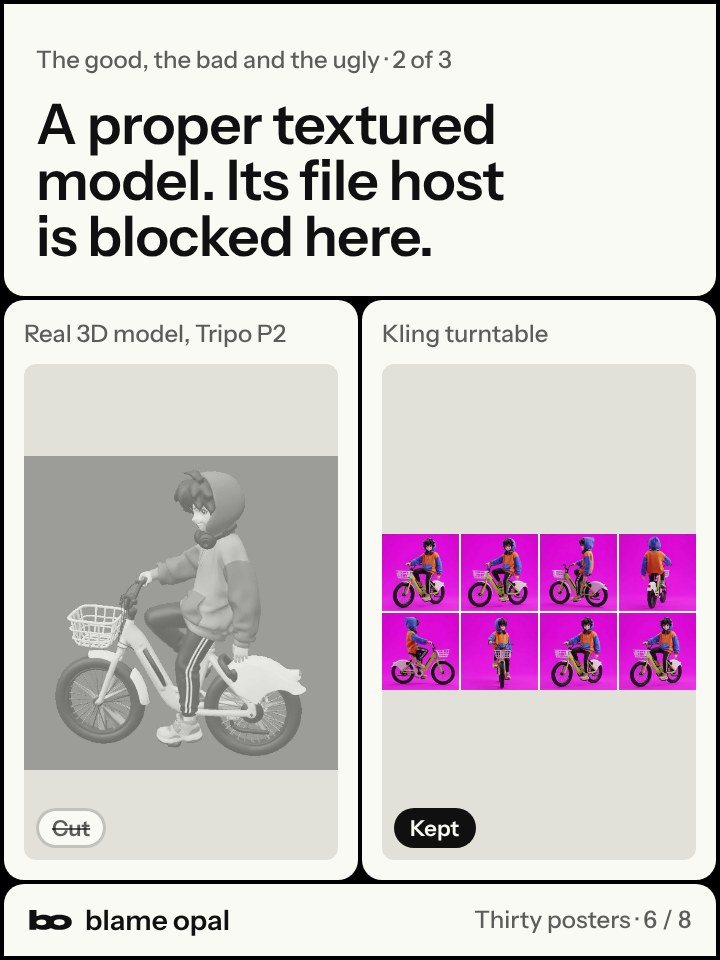 The good, the bad and the ugly · 2 of 3
A proper textured
model. Its file host
is blocked here.
Real 3D model, Tripo P2
Kling turntable
Cut
Kept
bo blame opal
Thirty posters · 6 / 8